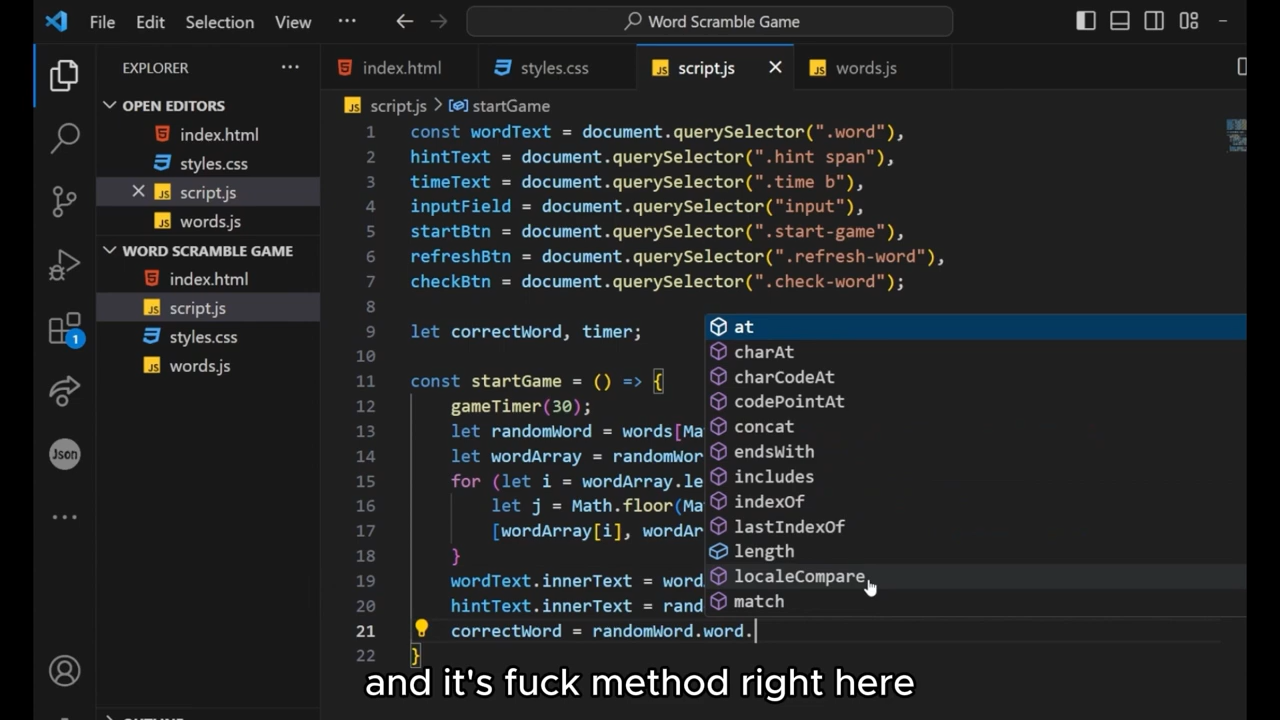 File Edit Selection View ··· Word Scramble Game
EXPLORER ···
index.html styles.css script.js words.js
OPEN EDITORS
index.html
styles.css
script.js
words.js
WORD SCRAMBLE GAME
index.html
script.js
styles.css
words.js
Json
1
script.js > startGame
1 const wordText = document.querySelector(".word"),
2 hintText = document.querySelector(".hint span"),
3 timeText = document.querySelector(".time b"),
4 inputField = document.querySelector("input"),
5 startBtn = document.querySelector(".start-game"),
6 refreshBtn = document.querySelector(".refresh-word"),
7 checkBtn = document.querySelector(".check-word");
8
9 let correctWord, timer;
10
11 const startGame = () => {
12 gameTimer(30);
13 let randomWord = words[Ma
14 let wordArray = randomWor
15 for (let i = wordArray.le
16 let j = Math.floor(Ma
17 [wordArray[i], wordAr
18 }
19 wordText.innerText = word
20 hintText.innerText = rand
21 correctWord = randomWord.word.
22 }
at
charAt
charCodeAt
codePointAt
concat
endsWith
includes
indexOf
lastIndexOf
length
localeCompare
match
and it's fuck method right here